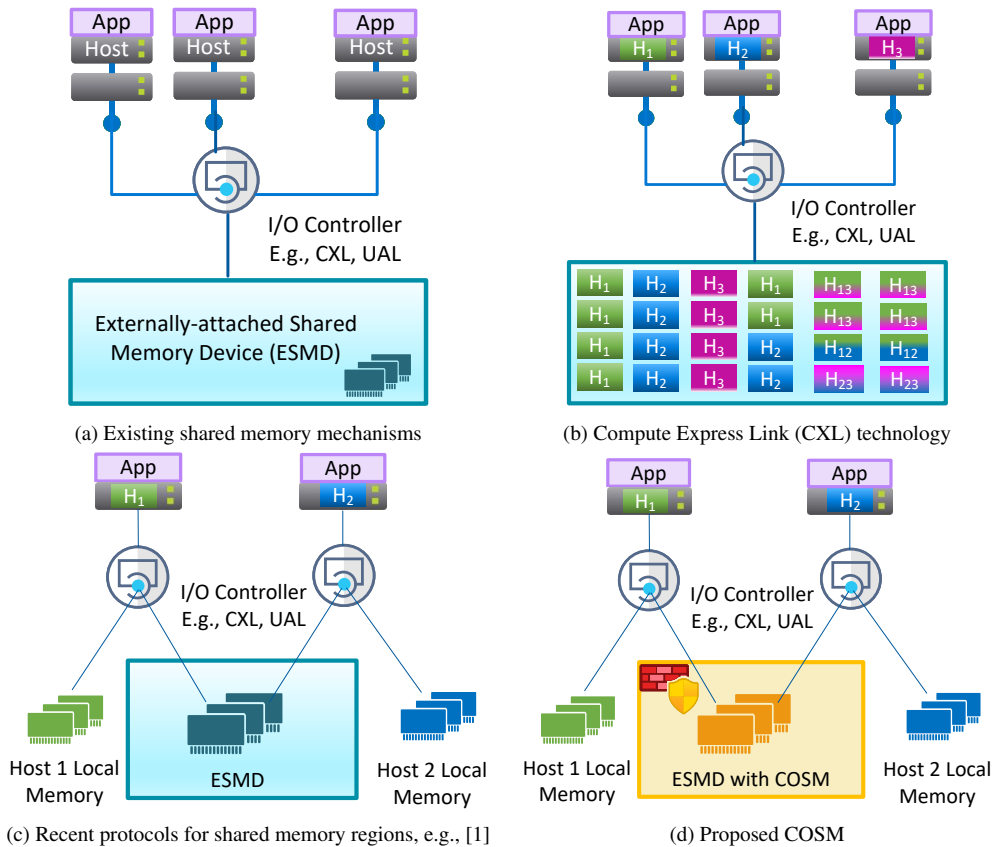 App App App
Host Host Host
I/O Controller
E.g., CXL, UAL
Externally-attached Shared
Memory Device (ESMD)
(a) Existing shared memory mechanisms
App App App
H1 H2 H3
I/O Controller
E.g., CXL, UAL
H1 H2 H3 H1 H13 H13
H1 H2 H3 H1 H13 H13
H1 H2 H3 H2 H12 H12
H1 H2 H3 H2 H23 H23
(b) Compute Express Link (CXL) technology
App App
H1 H2
I/O Controller
E.g., CXL, UAL
Host 1 Local
Memory
ESMD
Host 2 Local
Memory
(c) Recent protocols for shared memory regions, e.g., [1]
App App
H1 H2
I/O Controller
E.g., CXL, UAL
Host 1 Local
Memory
ESMD with COSM
Host 2 Local
Memory
(d) Proposed COSM